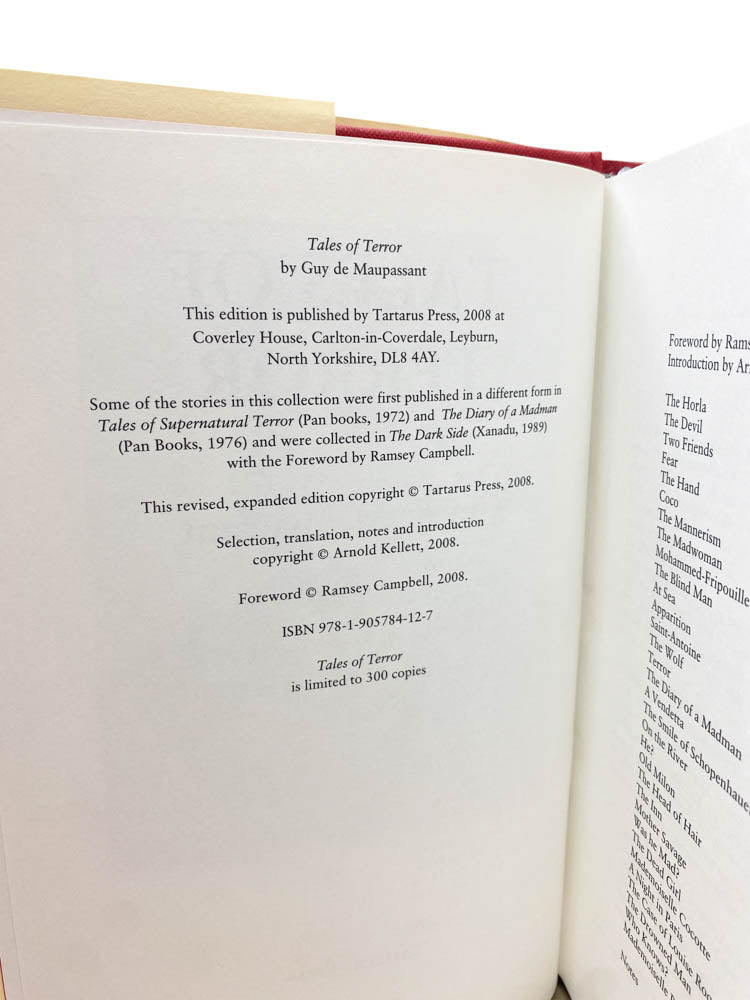 Tales of Terror
by Guy de Maupassant
This edition is published by Tartarus Press, 2008 at
Coverley House, Carlton-in-Coverdale, Leyburn,
North Yorkshire, DL8 4AY.
Some of the stories in this collection were first published in a different form in
Tales of Supernatural Terror (Pan books, 1972) and The Diary of a Madman
(Pan Books, 1976) and were collected in The Dark Side (Xanadu, 1989)
with the Foreword by Ramsey Campbell.
This revised, expanded edition copyright © Tartarus Press, 2008.
Selection, translation, notes and introduction
copyright © Arnold Kellett, 2008.
Foreword © Ramsey Campbell, 2008.
ISBN 978-1-905784-12-7
Tales of Terror
is limited to 300 copies
Foreword by Rams
Introduction by Ar
The Horla
The Devil
Two Friends
Fear
The Hand
Coco
The Mannerism
The Madwoman
Mohammed-Fripouille
The Blind Man
At Sea
Apparition
Saint-Antoine
The Wolf
Terror
The Diary of a Madman
A Vendetta
The Smile of Schopenhauer
On the River
He?
Old Milon
The Head of Hair
The Inn
Mother Savage
Was he Mad?
The Dead Girl
Mademoiselle Cocotte
A Night in Paris
The Case of Louise Roq
The Drowned Man
Who Knows?
Mademoiselle
Notes